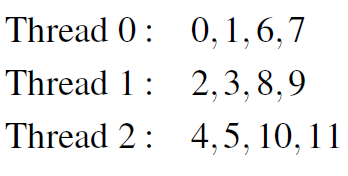 Thread 0 : 0, 1, 6, 7
Thread 1 : 2, 3, 8, 9
Thread 2 : 4, 5, 10, 11